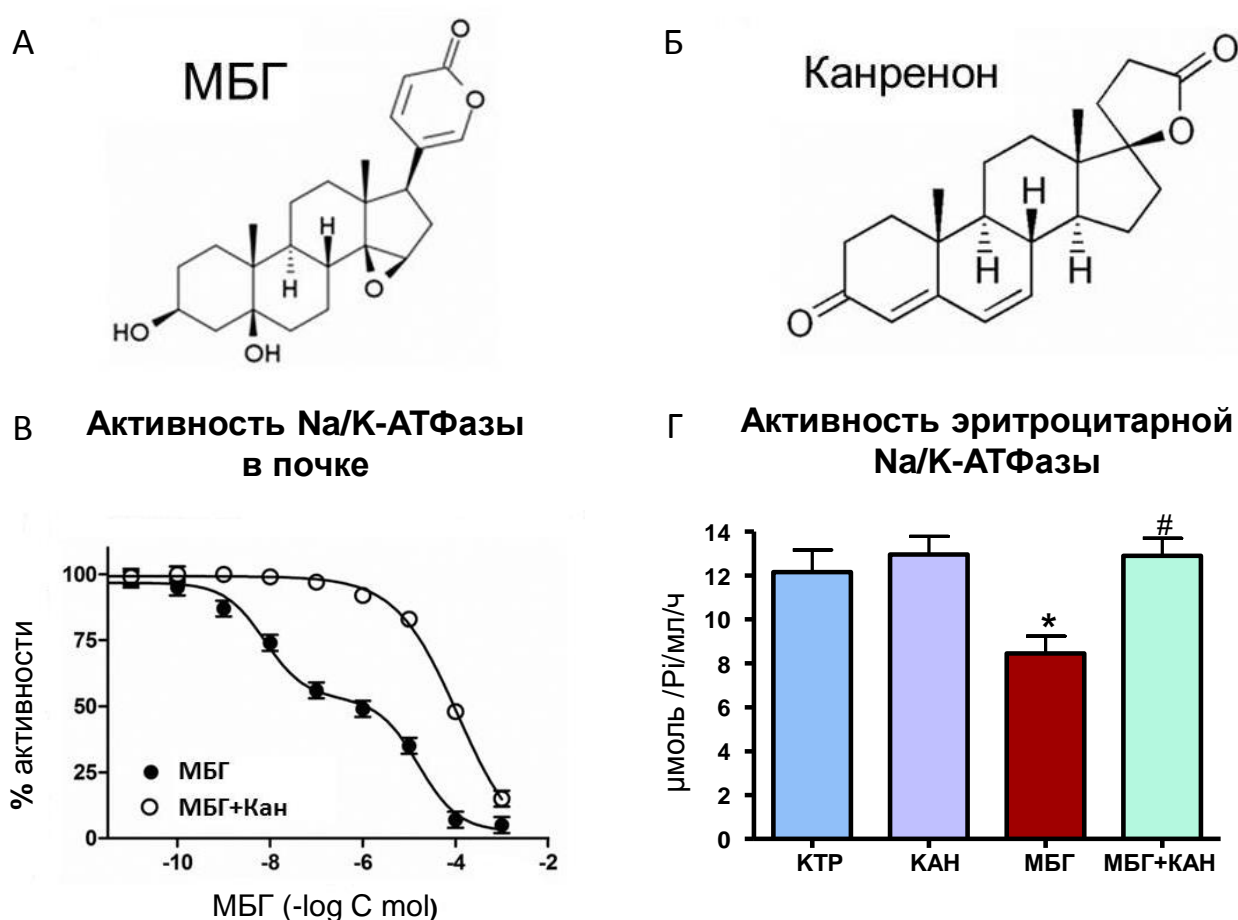 А
МБГ
O
O
O
HO
OH
Б
Канренон
O
O
H
H
H
O
H
H
В
Активность Na/K-АТФазы
в почке
% активности
100
75
50
25
0
МБГ
МБГ+Кан
-10
-8
-6
-4
-2
МБГ (-log C mol)
Г
Активность эритроцитарной
Na/K-АТФазы
µмоль /Pi/мл/ч
14
12
10
8
6
4
2
0
*
#
КТР
КАН
МБГ
МБГ+КАН